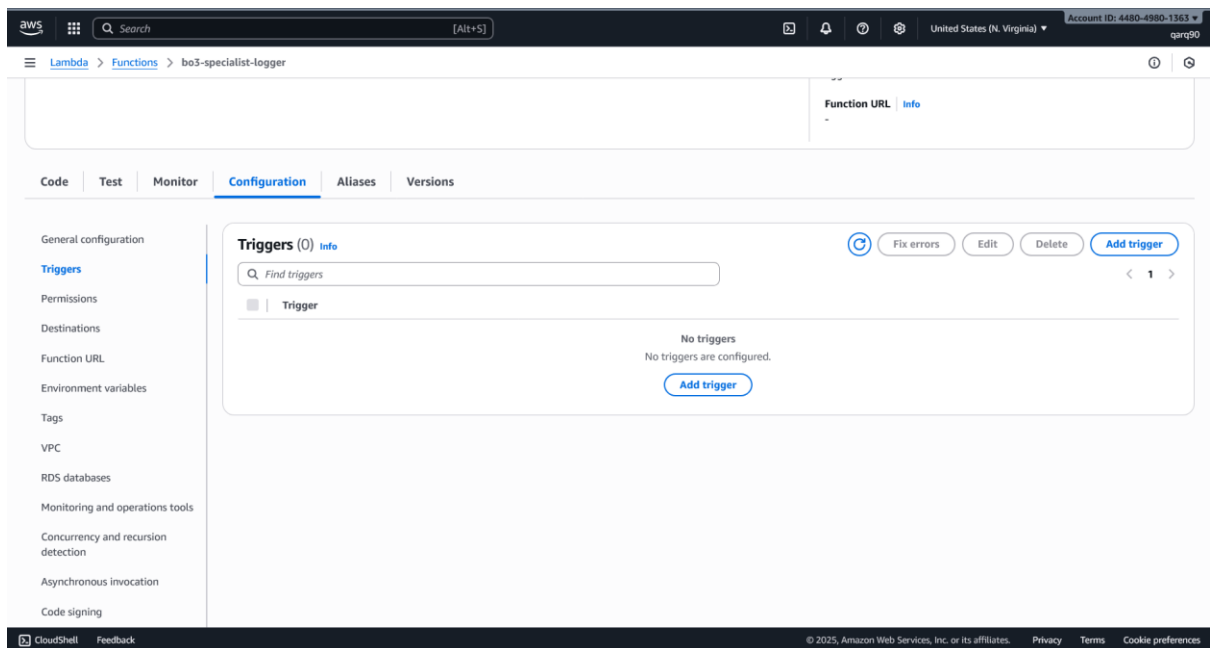 aws
Search [Alt+S] United States (N. Virginia) ▼ Account ID: 4480-4980-1363 ▼
qarq90
Lambda > Functions > bo3-specialist-logger
Function URL Info
-
Code Test Monitor Configuration Aliases Versions
General configuration
Triggers
Permissions
Destinations
Function URL
Environment variables
Tags
VPC
RDS databases
Monitoring and operations tools
Concurrency and recursion
detection
Asynchronous invocation
Code signing
Triggers (0) Info Fix errors Edit Delete Add trigger
Find triggers < 1 >
Trigger
No triggers
No triggers are configured.
Add trigger
CloudShell Feedback © 2025, Amazon Web Services, Inc. or its affiliates. Privacy Terms Cookie preferences